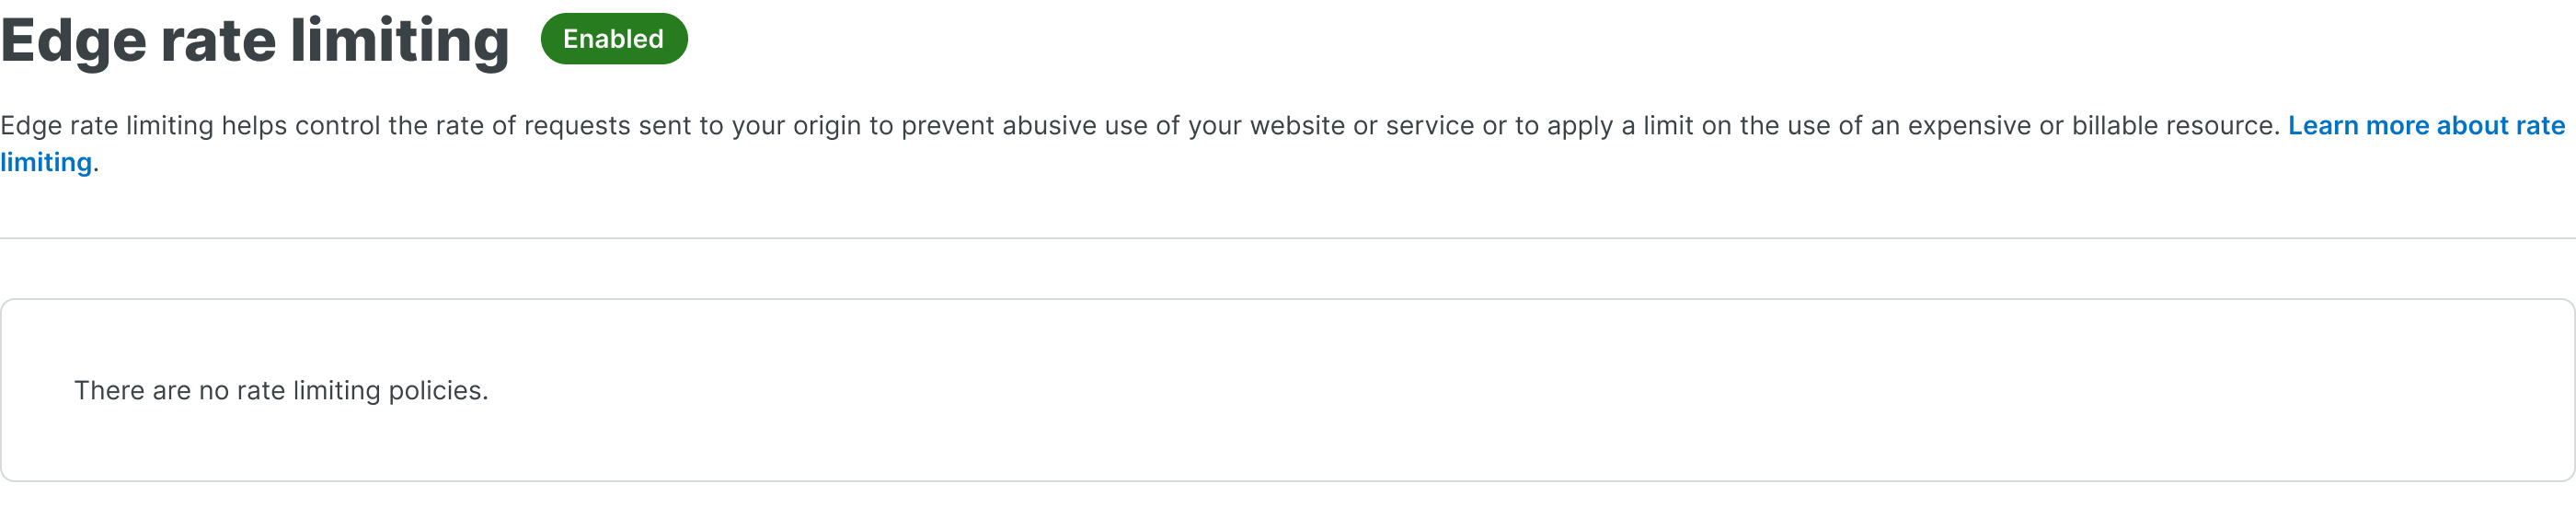 Edge rate limiting Enabled
Edge rate limiting helps control the rate of requests sent to your origin to prevent abusive use of your website or service or to apply a limit on the use of an expensive or billable resource. Learn more about rate
limiting.
There are no rate limiting policies.